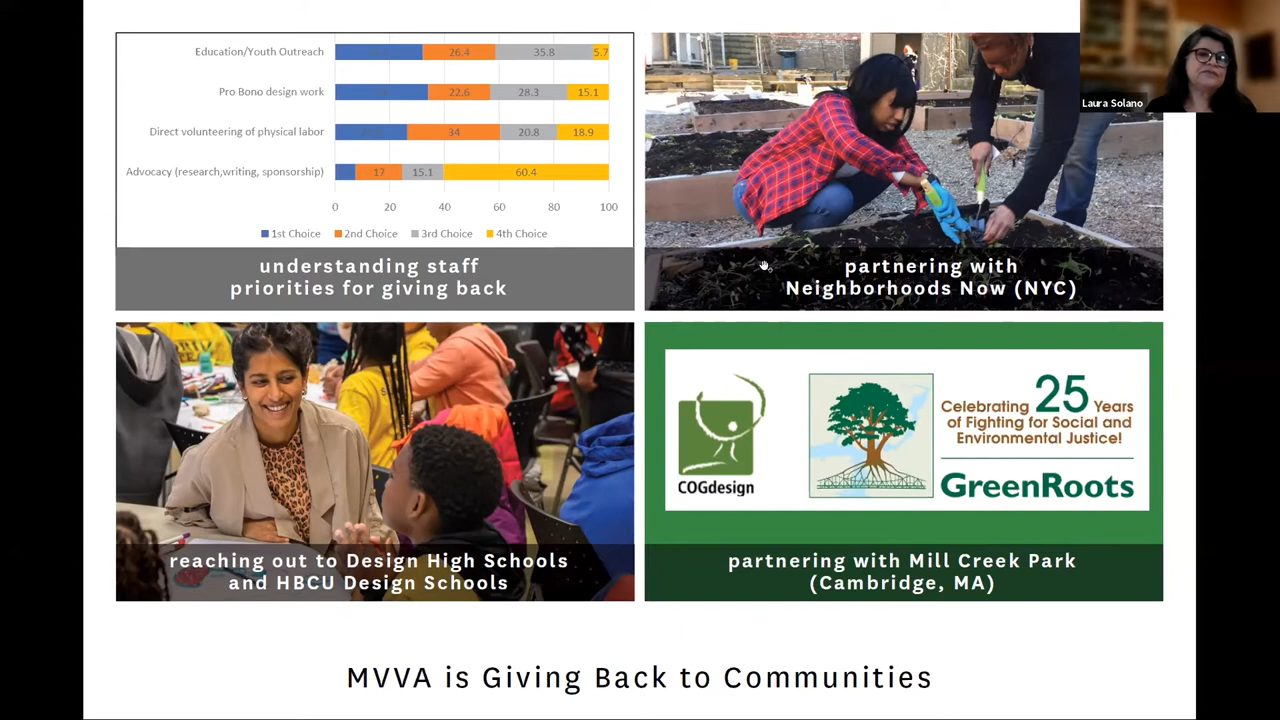 Education/Youth Outreach
26.4 35.8 5.7
Pro Bono design work
22.6 28.3 15.1
Direct volunteering of physical labor
34 20.8 18.9
Advocacy (research,writing, sponsorship)
17 15.1 60.4
0 20 40 60 80 100
1st Choice 2nd Choice 3rd Choice 4th Choice
understanding staff
priorities for giving back
partnering with
Neighborhoods Now (NYC)
Laura Solano
reaching out to Design High Schools
and HBCU Design Schools
COGdesign
Celebrating 25 Years
of Fighting for Social and
Environmental Justice!
GreenRoots
partnering with Mill Creek Park
(Cambridge, MA)
MVVA is Giving Back to Communities